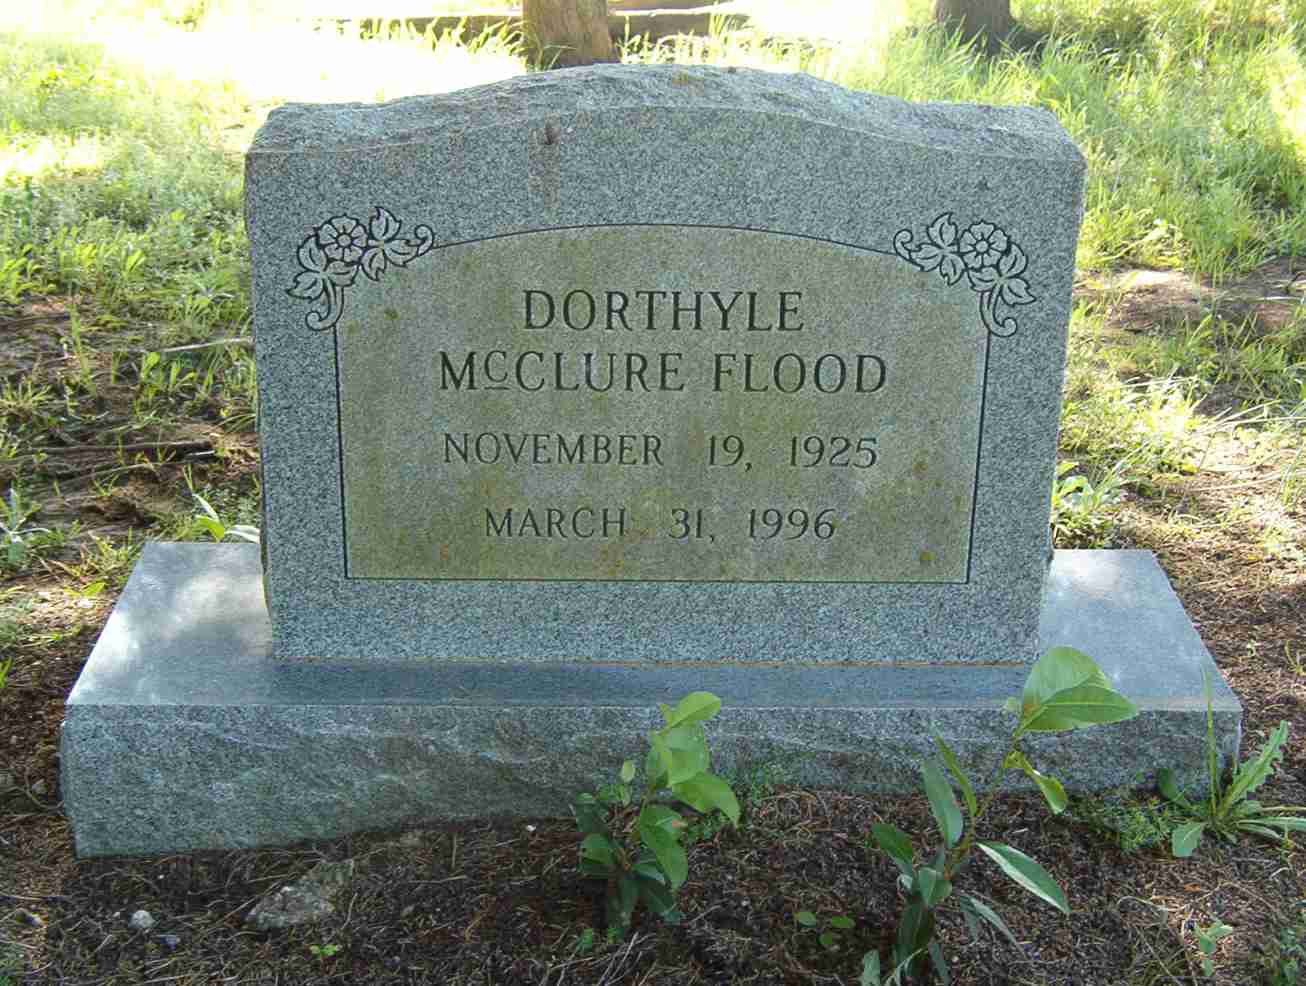 DORTHYLE
McCLURE FLOOD
NOVEMBER 19, 1925
MARCH 31, 1996